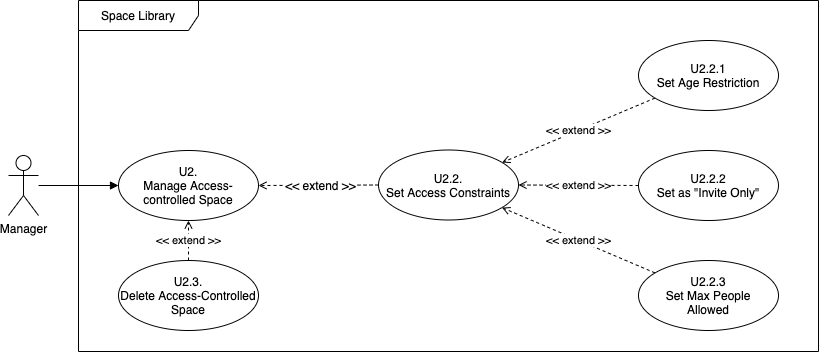 Space Library
U2.2.1
Set Age Restriction
<< extend >>
U2.
Manage Access-
controlled Space
<< extend >>
U2.2.
Set Access Constraints
<< extend >>
U2.2.2
Set as "Invite Only"
Manager
<< extend >>
<< extend >>
U2.3.
Delete Access-Controlled
Space
U2.2.3
Set Max People
Allowed